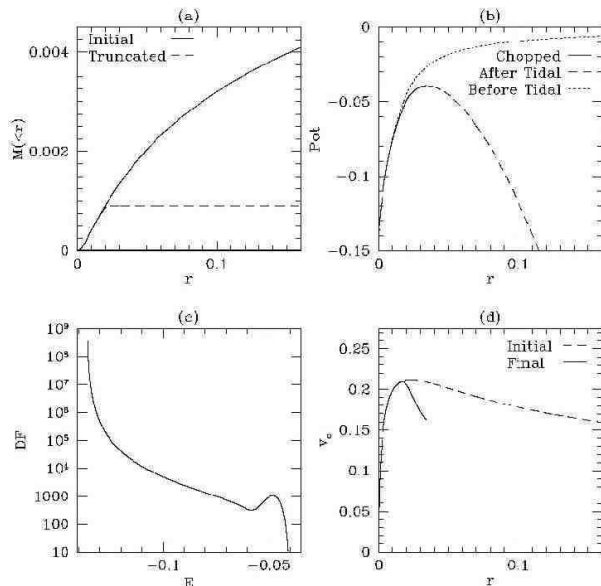 (a)
Initial
Truncated
0.004
0.002
0
M(<r)
0
0.1
r
(b)
Chopped
After Tidal
Before Tidal
0
−0.05
−0.1
−0.15
Pot
0
0.1
r
(c)
10⁹
10⁸
10⁷
10⁶
10⁵
10⁴
1000
100
10
DF
−0.1
−0.05
E
(d)
Initial
Final
0.25
0.2
0.15
0.1
0.05
0
v_c
0
0.1
r